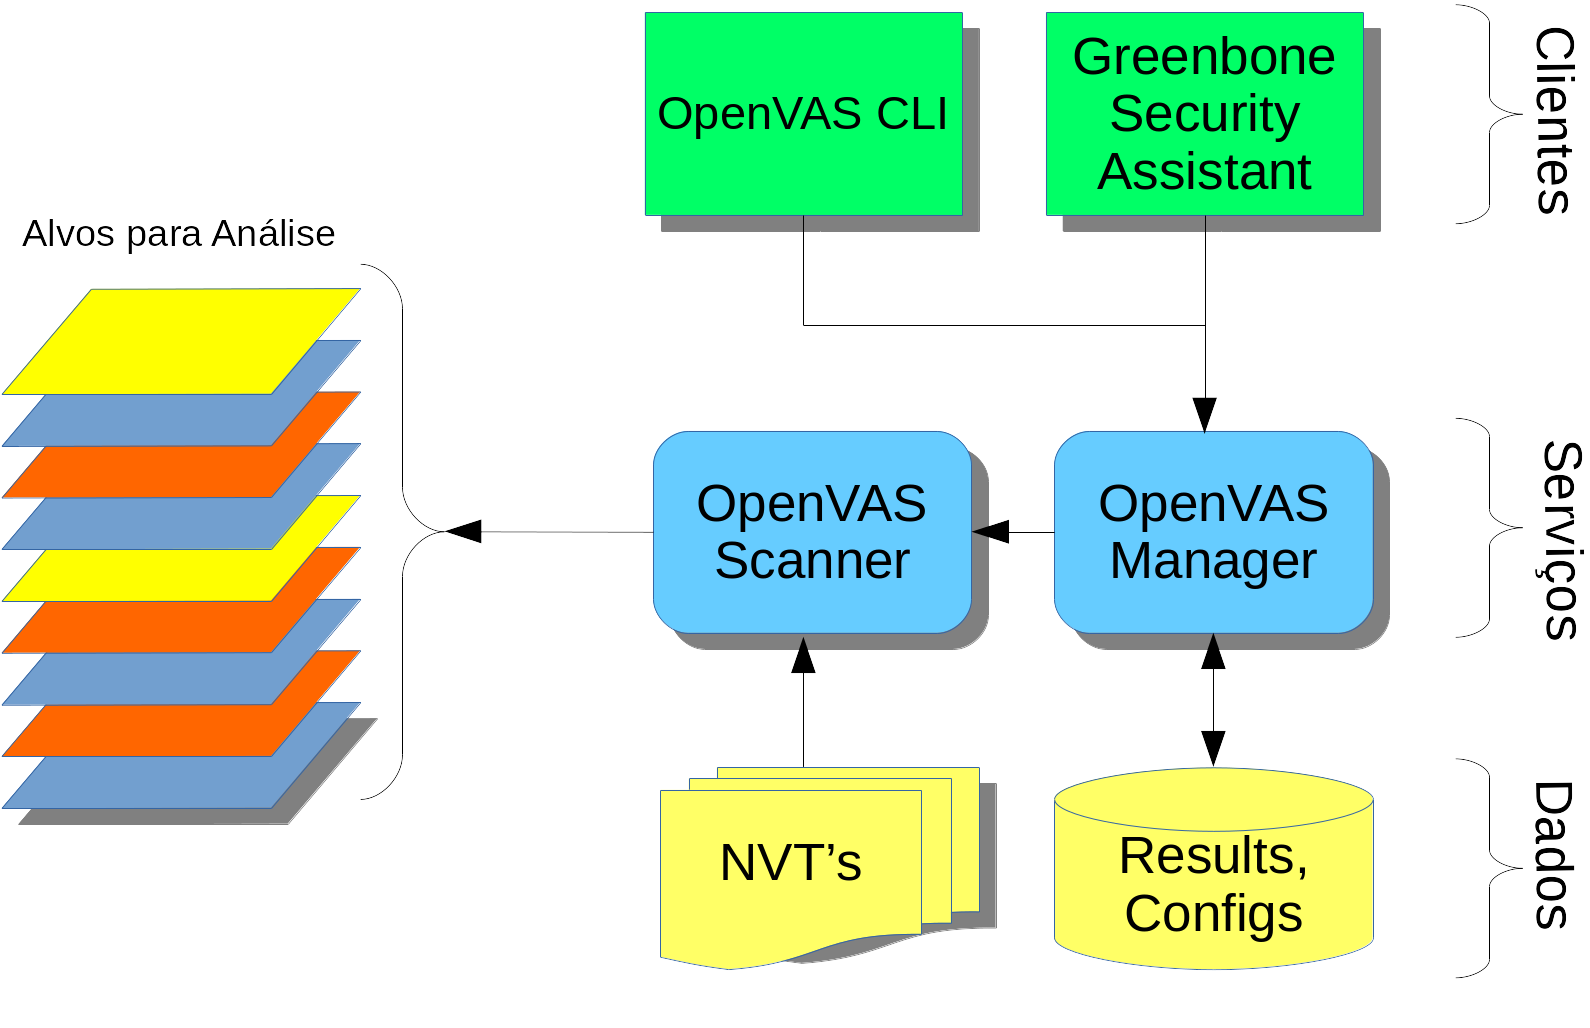 OpenVAS CLI
Greenbone
Security
Assistant
Clientes
Alvos para Análise
OpenVAS
Scanner
OpenVAS
Manager
Serviços
NVT’s
Results,
Configs
Dados